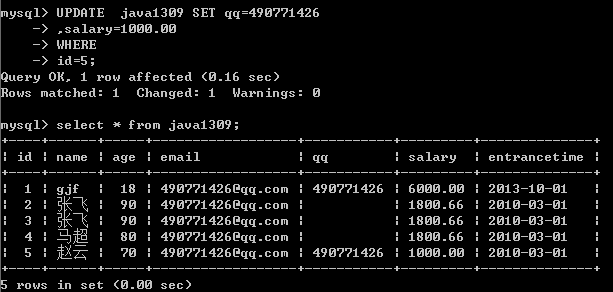 mysql> UPDATE  java1309 SET qq=490771426
    -> ,salary=1000.00
    -> WHERE
    -> id=5;
Query OK, 1 row affected (0.16 sec)
Rows matched: 1  Changed: 1  Warnings: 0
mysql> select * from java1309;
+----+------+-----+------------------+-----------+---------+--------------+
| id | name | age | email            | qq        | salary  | entrancetime |
+----+------+-----+------------------+-----------+---------+--------------+
|  1 | gjf  |  18 | 490771426@qq.com | 490771426 | 6000.00 | 2013-10-01   |
|  2 | 张飞 |  90 | 490771426@qq.com |           | 1800.66 | 2010-03-01   |
|  3 | 张飞 |  90 | 490771426@qq.com |           | 1800.66 | 2010-03-01   |
|  4 | 马超 |  80 | 490771426@qq.com |           | 1800.66 | 2010-03-01   |
|  5 | 赵云 |  70 | 490771426@qq.com | 490771426 | 1000.00 | 2010-03-01   |
+----+------+-----+------------------+-----------+---------+--------------+
5 rows in set (0.00 sec)